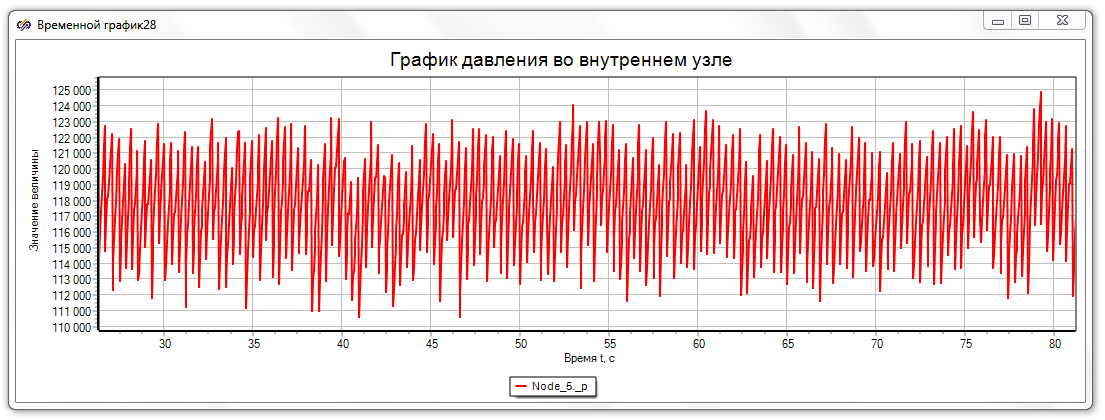 Временной график28
График давления во внутреннем узле
Значение величины
125 000
124 000
123 000
122 000
121 000
120 000
119 000
118 000
117 000
116 000
115 000
114 000
113 000
112 000
111 000
110 000
30 35 40 45 50 55 60 65 70 75 80
Время t, с
Node_5._p